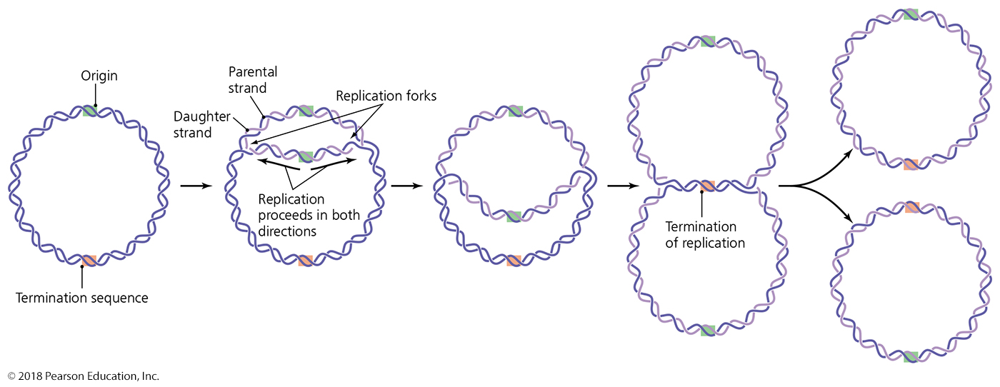 Origin
Termination sequence
Parental
strand
Daughter
strand
Replication forks
Replication
proceeds in both
directions
Termination
of replication
© 2018 Pearson Education, Inc.